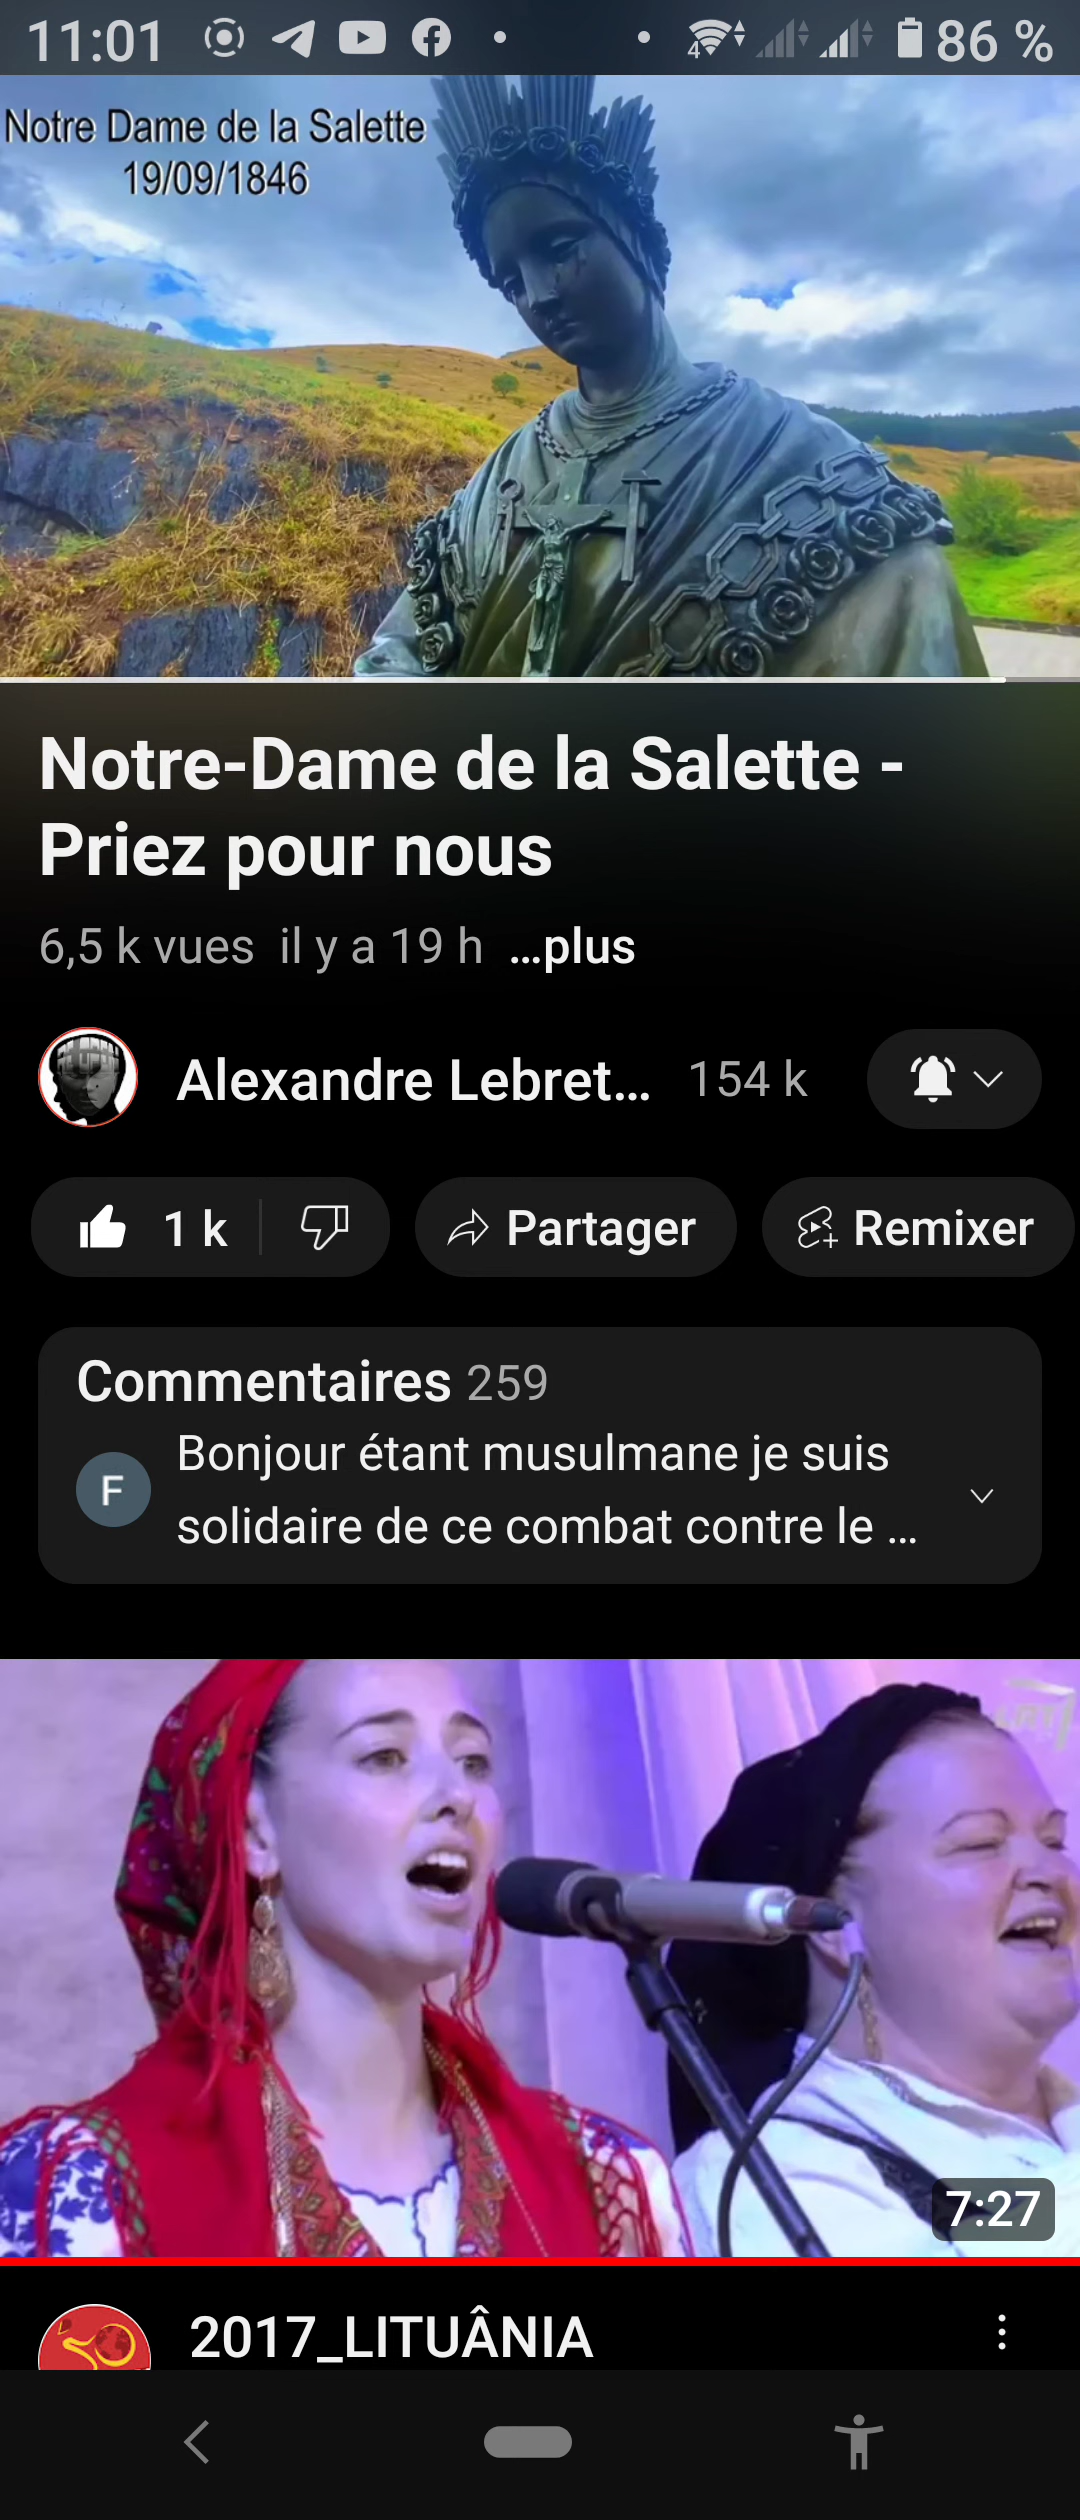 11:01
4
86 %
Notre Dame de la Salette
19/09/1846
Notre-Dame de la Salette -
Priez pour nous
6,5 k vues il y a 19 h ...plus
Alexandre Lebret... 154 k
1 k
Partager
Remixer
Commentaires 259
F
Bonjour étant musulmane je suis
solidaire de ce combat contre le ...
LRT
7:27
2017_LITUÂNIA